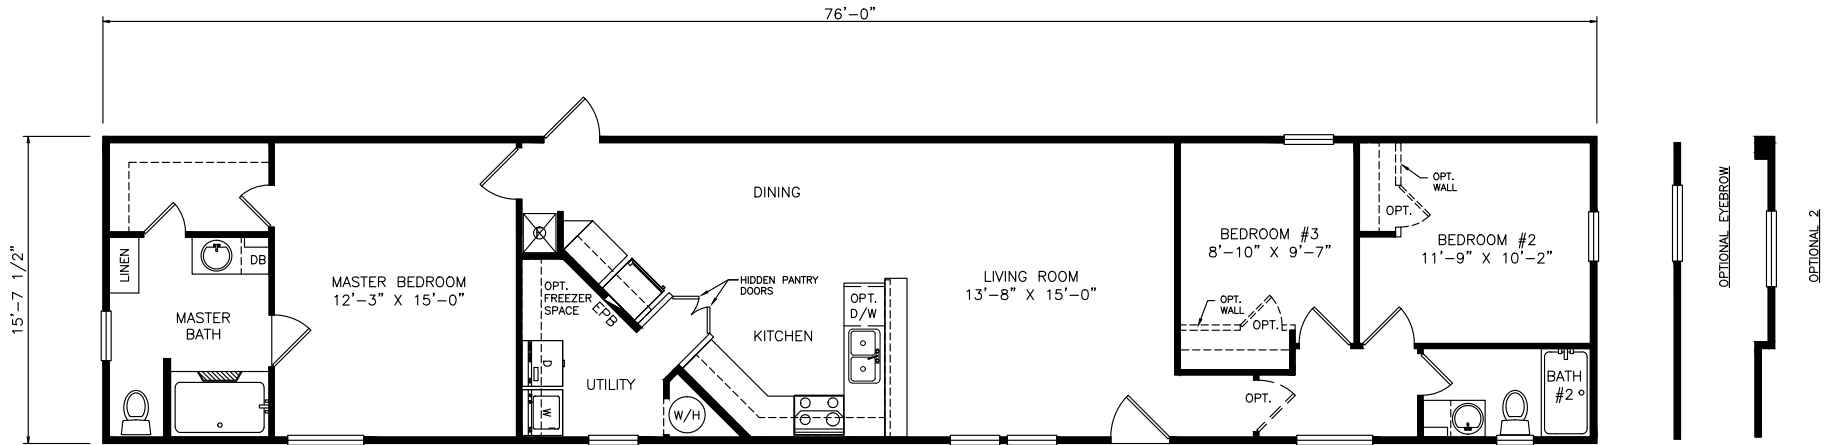 76'-0"
15'-7 1/2"
LINEN
DB
MASTER
BATH
MASTER BEDROOM
12'-3" X 15'-0"
DINING
OPT.
FREEZER
SPACE
EPB
HIDDEN PANTRY
DOORS
KITCHEN
OPT.
D/W
UTILITY
D
W
W/H
LIVING ROOM
13'-8" X 15'-0"
BEDROOM #3
8'-10" X 9'-7"
OPT.
WALL
OPT.
OPT.
OPT.
WALL
OPT.
BEDROOM #2
11'-9" X 10'-2"
BATH
#2
OPTIONAL EYEBROW
OPTIONAL 2